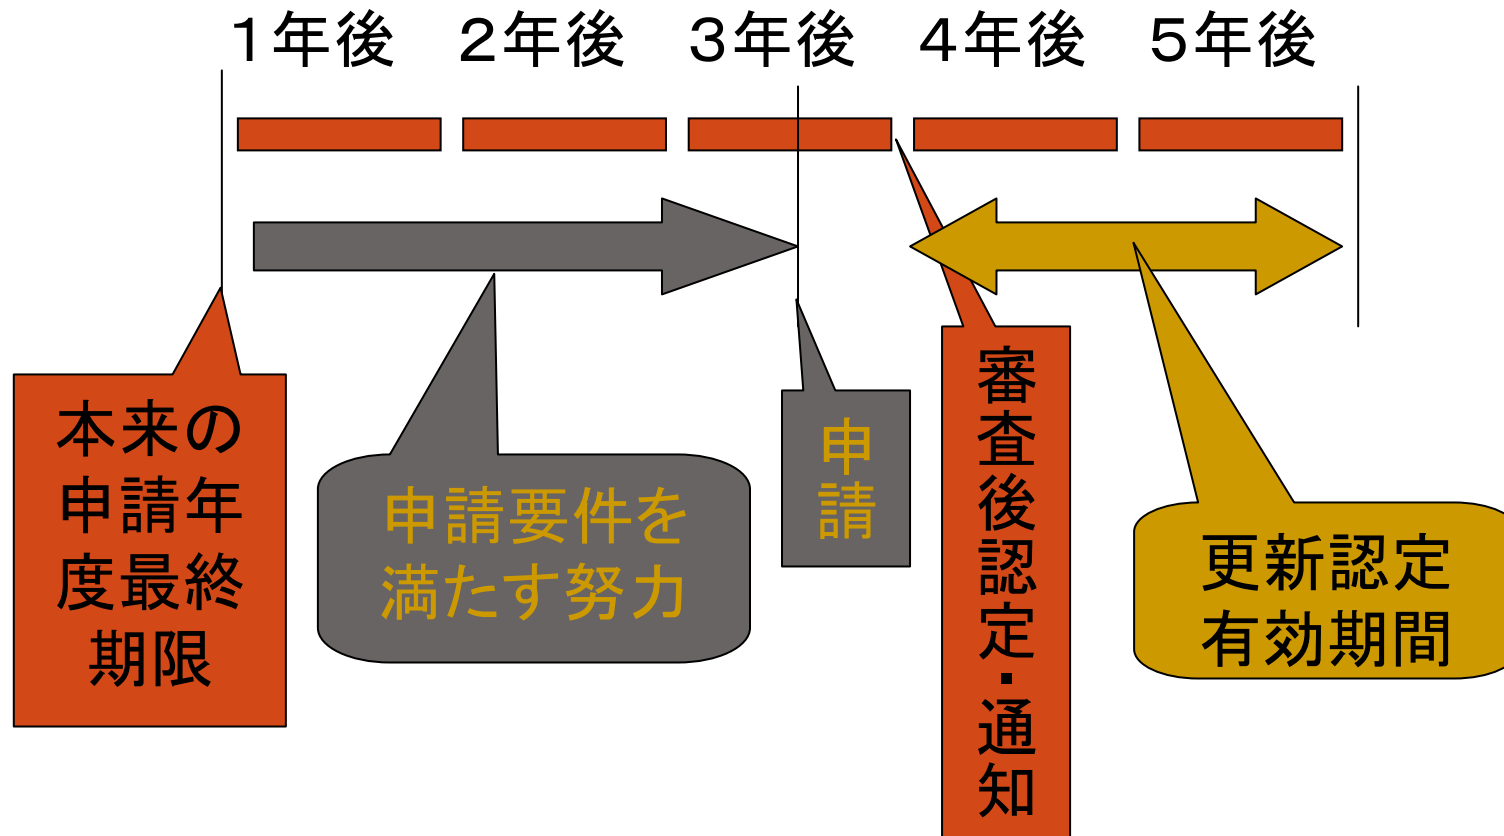 １年後 ２年後 ３年後 ４年後 ５年後
本来の
申請年
度最終
期限
申請要件を
満たす努力
申請
審査後認定・通知
更新認定
有効期間